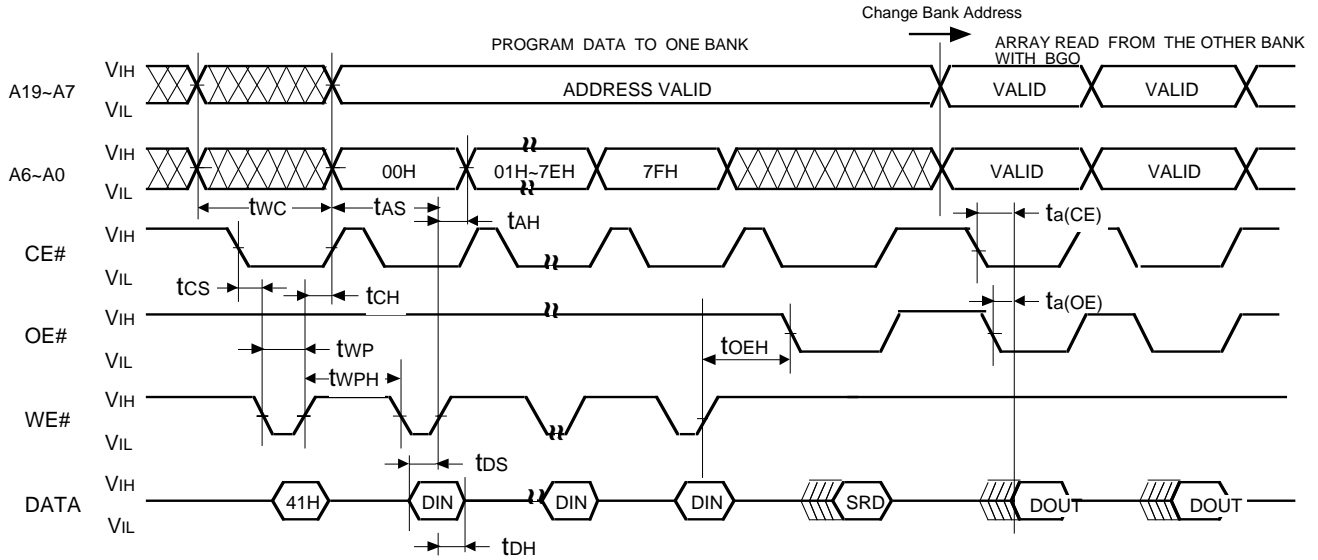 Change Bank Address
PROGRAM DATA TO ONE BANK
ARRAY READ FROM THE OTHER BANK
WITH BGO
A19~A7
VIH
VIL
ADDRESS VALID
VALID
VALID
A6~A0
VIH
VIL
00H
01H~7EH
7FH
VALID
VALID
tWC
tAS
tAH
ta(CE)
CE#
VIH
VIL
tCS
tCH
ta(OE)
OE#
VIH
VIL
tWP
tOEH
tWPH
WE#
VIH
VIL
tDS
DATA
VIH
VIL
41H
DIN
DIN
DIN
SRD
DOUT
DOUT
tDH